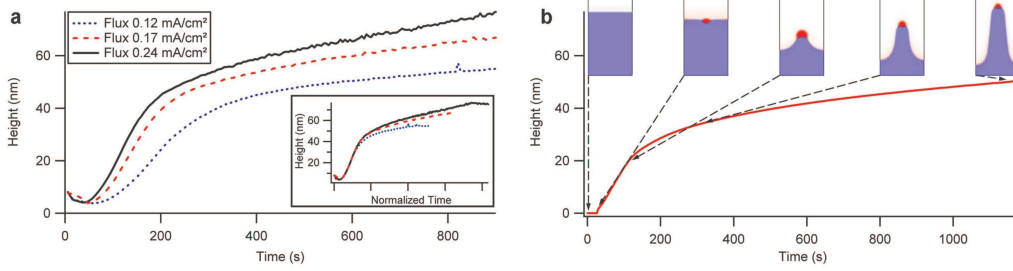 a
Flux 0.12 mA/cm²
Flux 0.17 mA/cm²
Flux 0.24 mA/cm²
Height (nm)
60
40
20
0
0
200
400
600
800
Time (s)
Height (nm)
60
40
20
Normalized Time
b
Height (nm)
60
40
20
0
0
200
400
600
800
1000
Time (s)